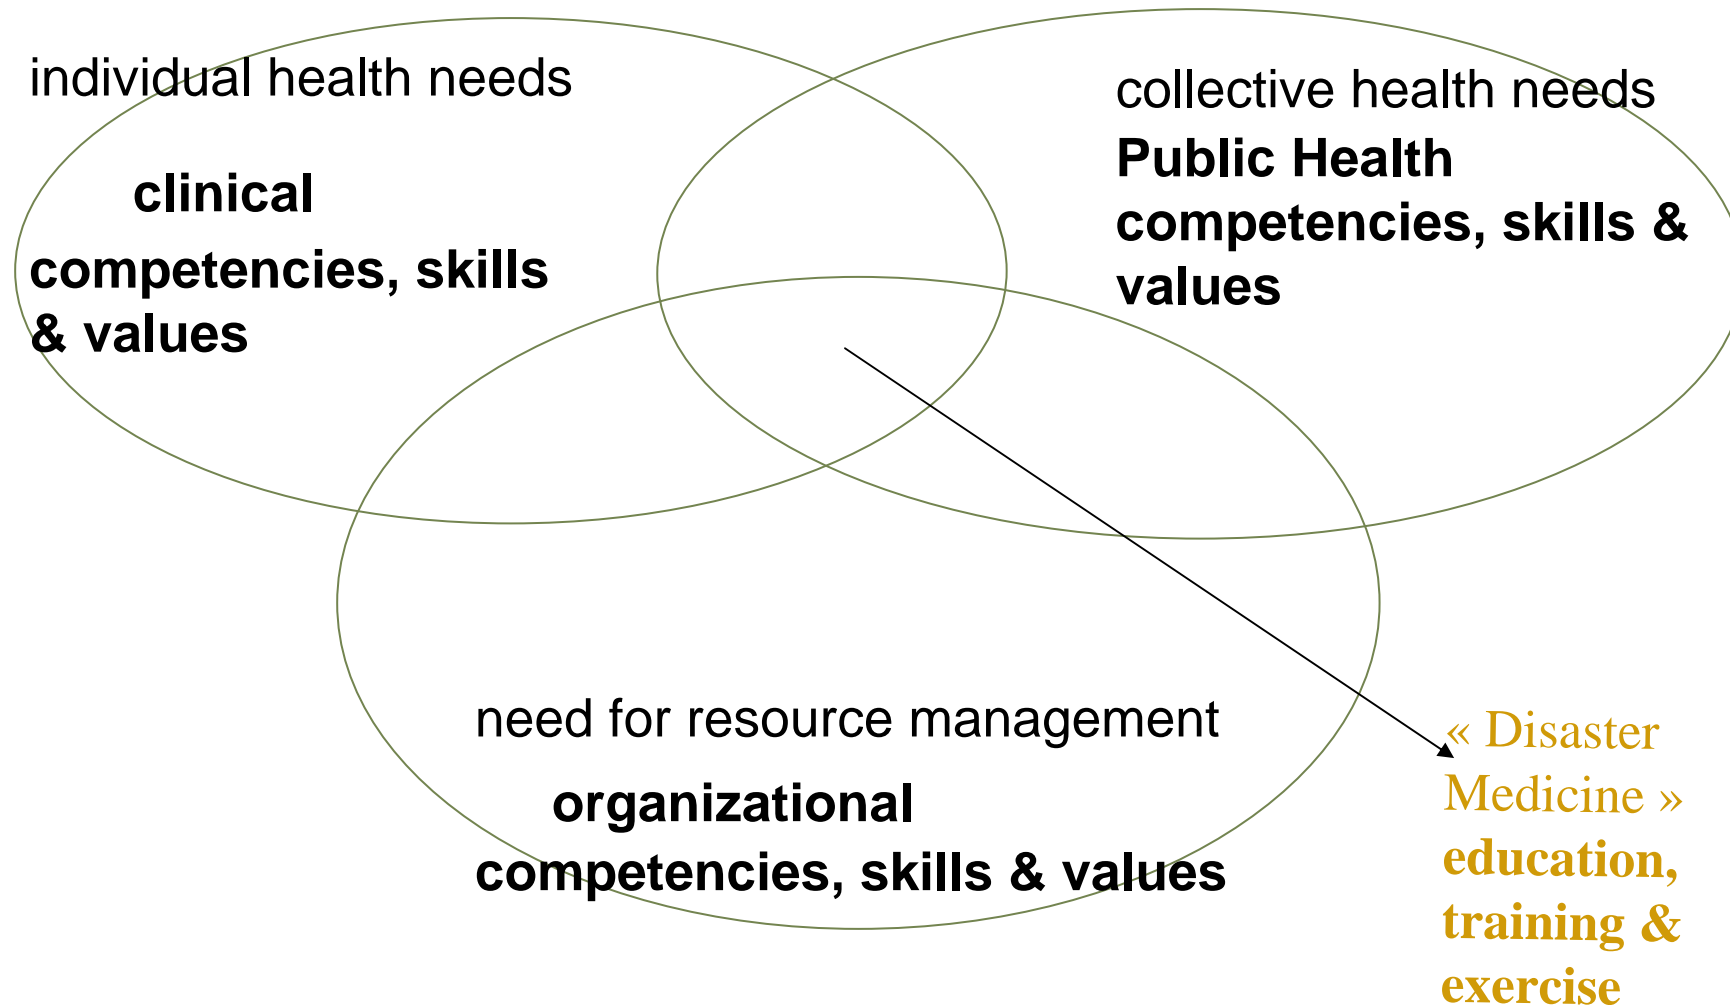 individual health needs
clinical
competencies, skills
& values
collective health needs
Public Health
competencies, skills &
values
need for resource management
organizational
competencies, skills & values
« Disaster
Medicine »
education,
training &
exercise